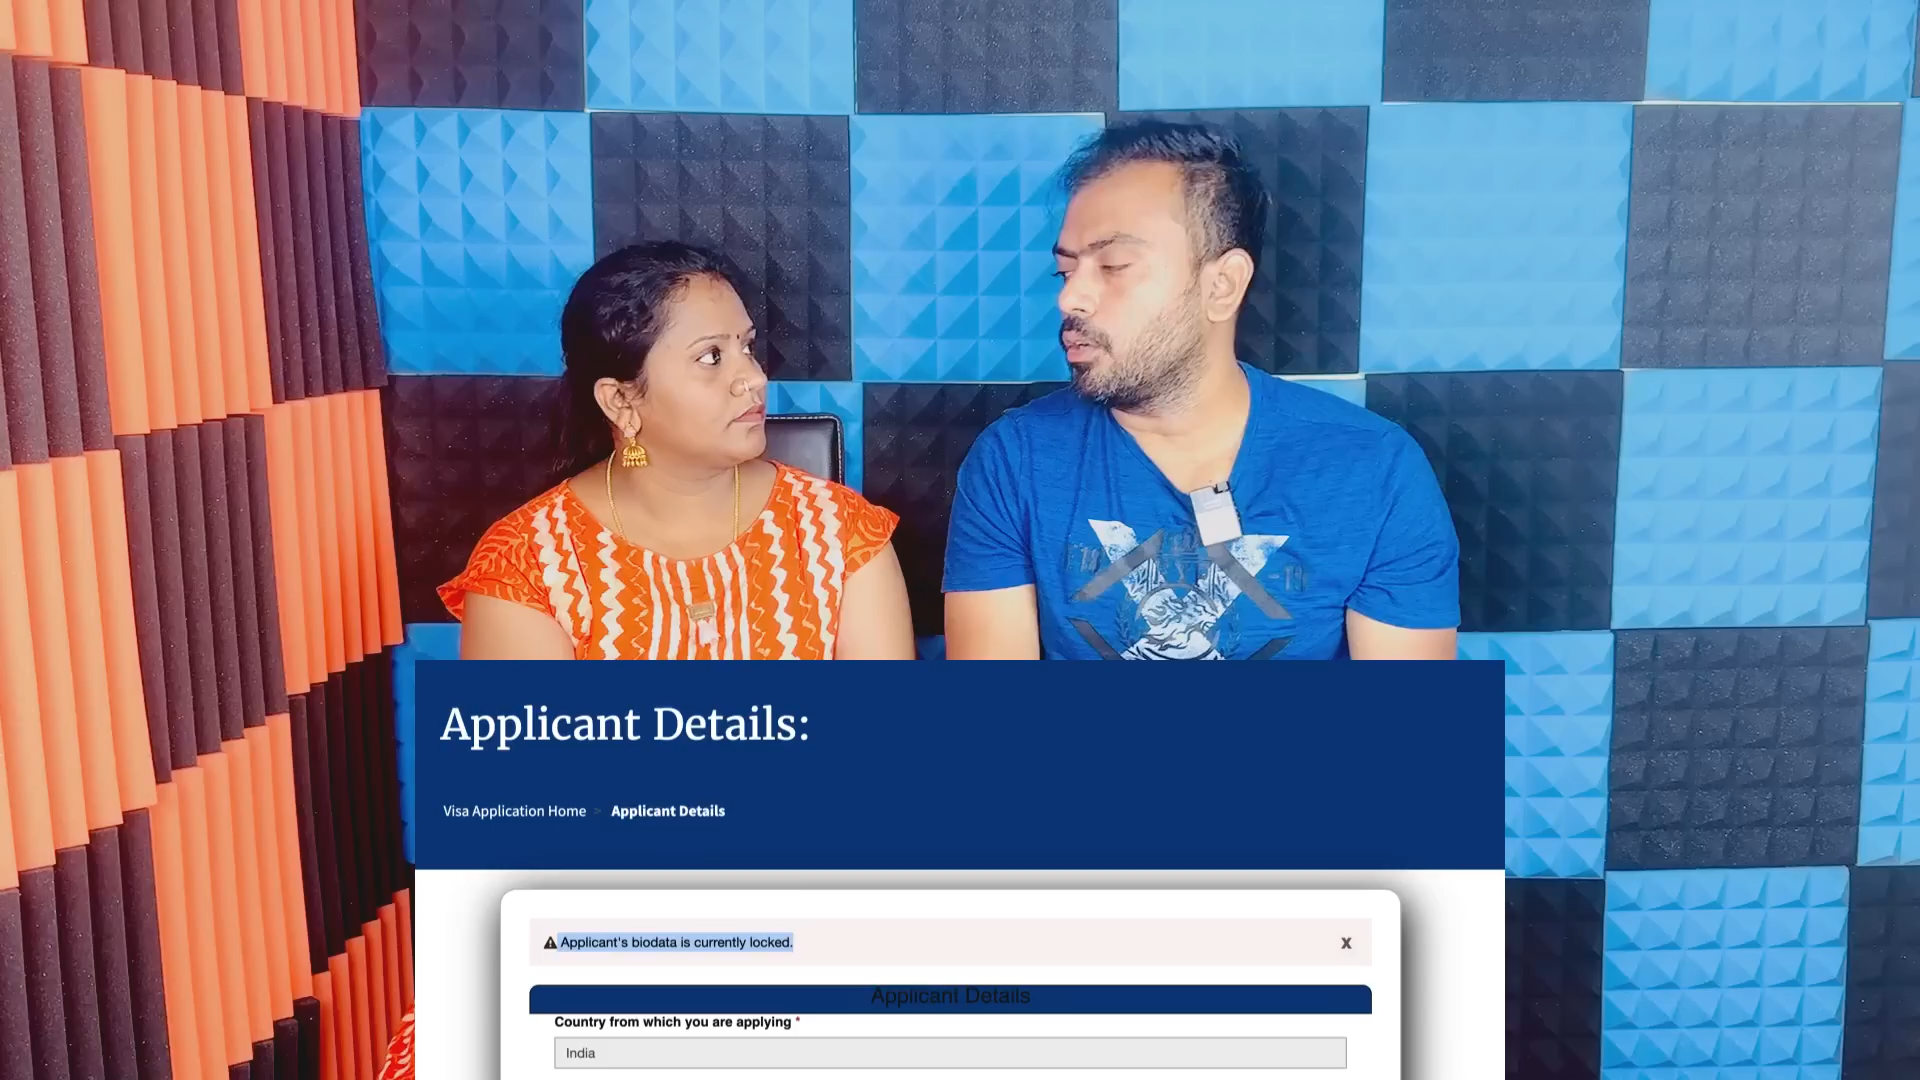 Applicant Details:
Visa Application Home > Applicant Details
Applicant's biodata is currently locked.
X
Applicant Details
Country from which you are applying *
India